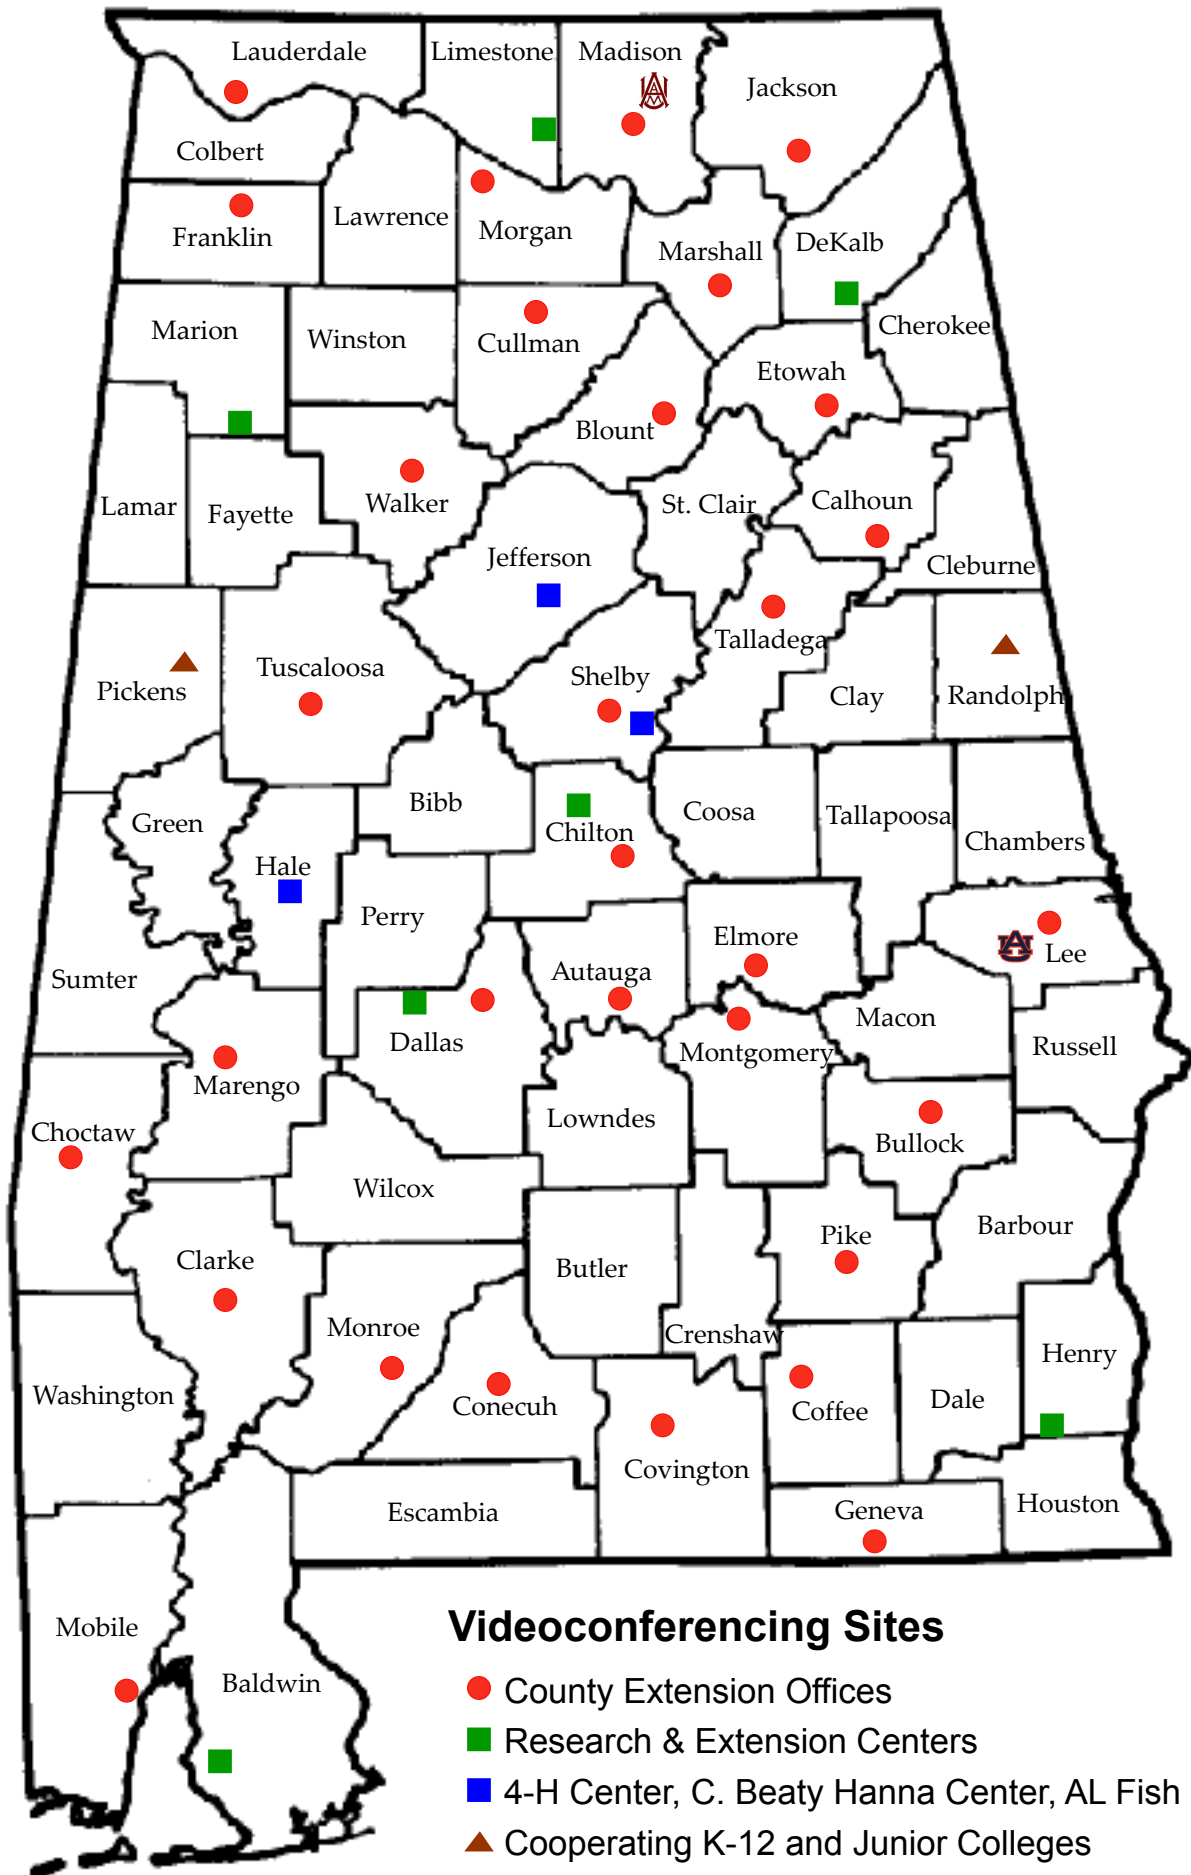 Lauderdale
Limestone
Madison
Jackson
Colbert
Franklin
Lawrence
Morgan
Marshall
DeKalb
Marion
Winston
Cullman
Cherokee
Etowah
Blount
Lamar
Fayette
Walker
St. Clair
Calhoun
Jefferson
Cleburne
Talladega
Pickens
Tuscaloosa
Shelby
Clay
Randolph
Green
Bibb
Chilton
Coosa
Tallapoosa
Chambers
Hale
Perry
Elmore
Lee
Sumter
Autauga
Dallas
Macon
Montgomery
Russell
Marengo
Choctaw
Lowndes
Bullock
Wilcox
Barbour
Pike
Clarke
Butler
Monroe
Crenshaw
Henry
Washington
Conecuh
Coffee
Dale
Covington
Escambia
Geneva
Houston
Mobile
Baldwin
Videoconferencing Sites
County Extension Offices
Research & Extension Centers
4-H Center, C. Beaty Hanna Center, AL Fish
Cooperating K-12 and Junior Colleges